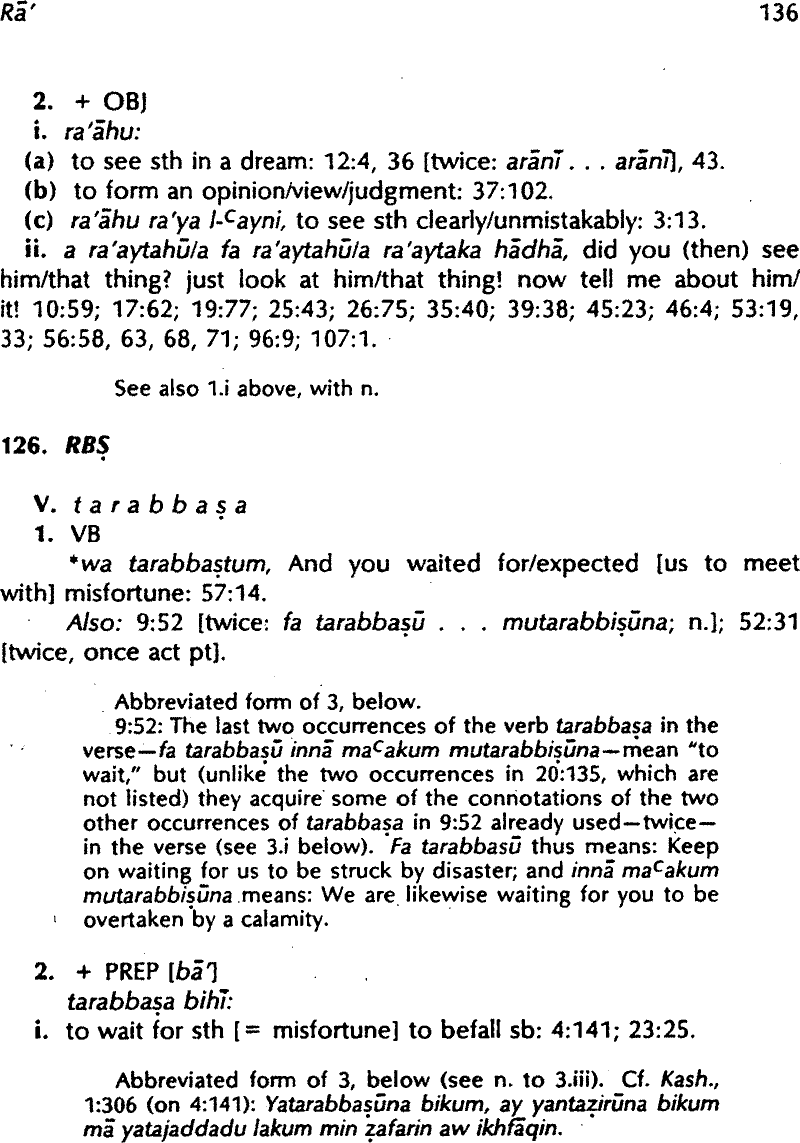 Rā' 136
2. + OBJ
i. ra'āhu:
(a) to see sth in a dream: 12:4, 36 [twice: arānī . . . arānī], 43.
(b) to form an opinion/view/judgment: 37:102.
(c) ra'āhu ra'ya l-ᶜayni, to see sth clearly/unmistakably: 3:13.
ii. a ra'aytahū/a fa ra'aytahū/a ra'aytaka hādhā, did you (then) see
him/that thing? just look at him/that thing! now tell me about him/
it! 10:59; 17:62; 19:77; 25:43; 26:75; 35:40; 39:38; 45:23; 46:4; 53:19,
33; 56:58, 63, 68, 71; 96:9; 107:1.
See also 1.i above, with n.
126. RBṢ
V. t a r a b b a ṣ a
1. VB
*wa tarabbaṣtum, And you waited for/expected [us to meet
with] misfortune: 57:14.
Also: 9:52 [twice: fa tarabbaṣū . . . mutarabbiṣūna; n.]; 52:31
[twice, once act pt].
Abbreviated form of 3, below.
9:52: The last two occurrences of the verb tarabbaṣa in the
verse—fa tarabbaṣū innā maᶜakum mutarabbiṣūna—mean "to
wait," but (unlike the two occurrences in 20:135, which are
not listed) they acquire some of the connotations of the two
other occurrences of tarabbaṣa in 9:52 already used—twice—
in the verse (see 3.i below). Fa tarabbasū thus means: Keep
on waiting for us to be struck by disaster; and innā maᶜakum
mutarabbiṣūna means: We are likewise waiting for you to be
overtaken by a calamity.
2. + PREP [bā']
tarabbaṣa bihī:
i. to wait for sth [= misfortune] to befall sb: 4:141; 23:25.
Abbreviated form of 3, below (see n. to 3.iii). Cf. Kash.,
1:306 (on 4:141): Yatarabbaṣūna bikum, ay yantaẓirūna bikum
mā yatajaddadu lakum min ẓafarin aw ikhfāqin.